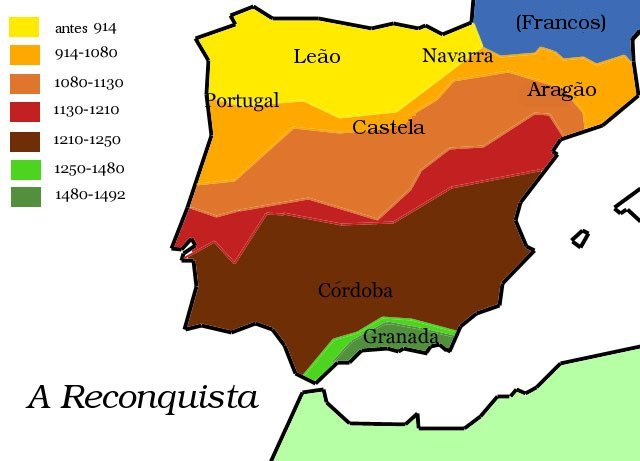 antes 914
914-1080
1080-1130
1130-1210
1210-1250
1250-1480
1480-1492
(Francos)
Leão
Navarra
Aragão
Portugal
Castela
Córdoba
Granada
A Reconquista